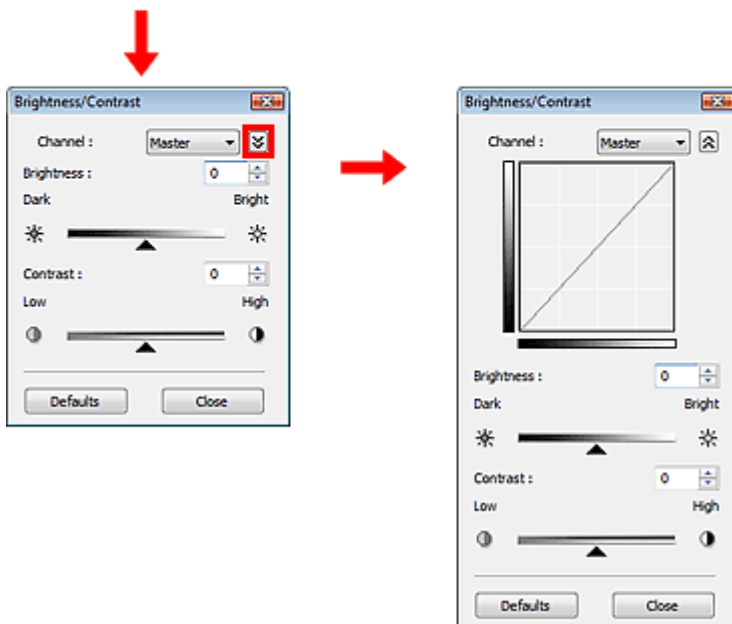 Brightness/Contrast
Channel : Master
Brightness : 0
Dark Bright
Contrast : 0
Low High
Defaults Close
Brightness/Contrast
Channel : Master
Brightness : 0
Dark Bright
Contrast : 0
Low High
Defaults Close